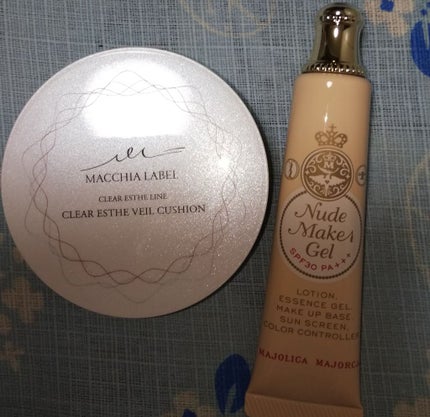 MACCHIA LABEL
CLEAR ESTHE LINE
CLEAR ESTHE VEIL CUSHION
M
Nude
Make
Gel
SPF30 PA+++
LOTION,
ESSENCE GEL,
MAKE UP BASE,
SUN SCREEN,
COLOR CONTROLLER
MAJOLICA MAJORCA